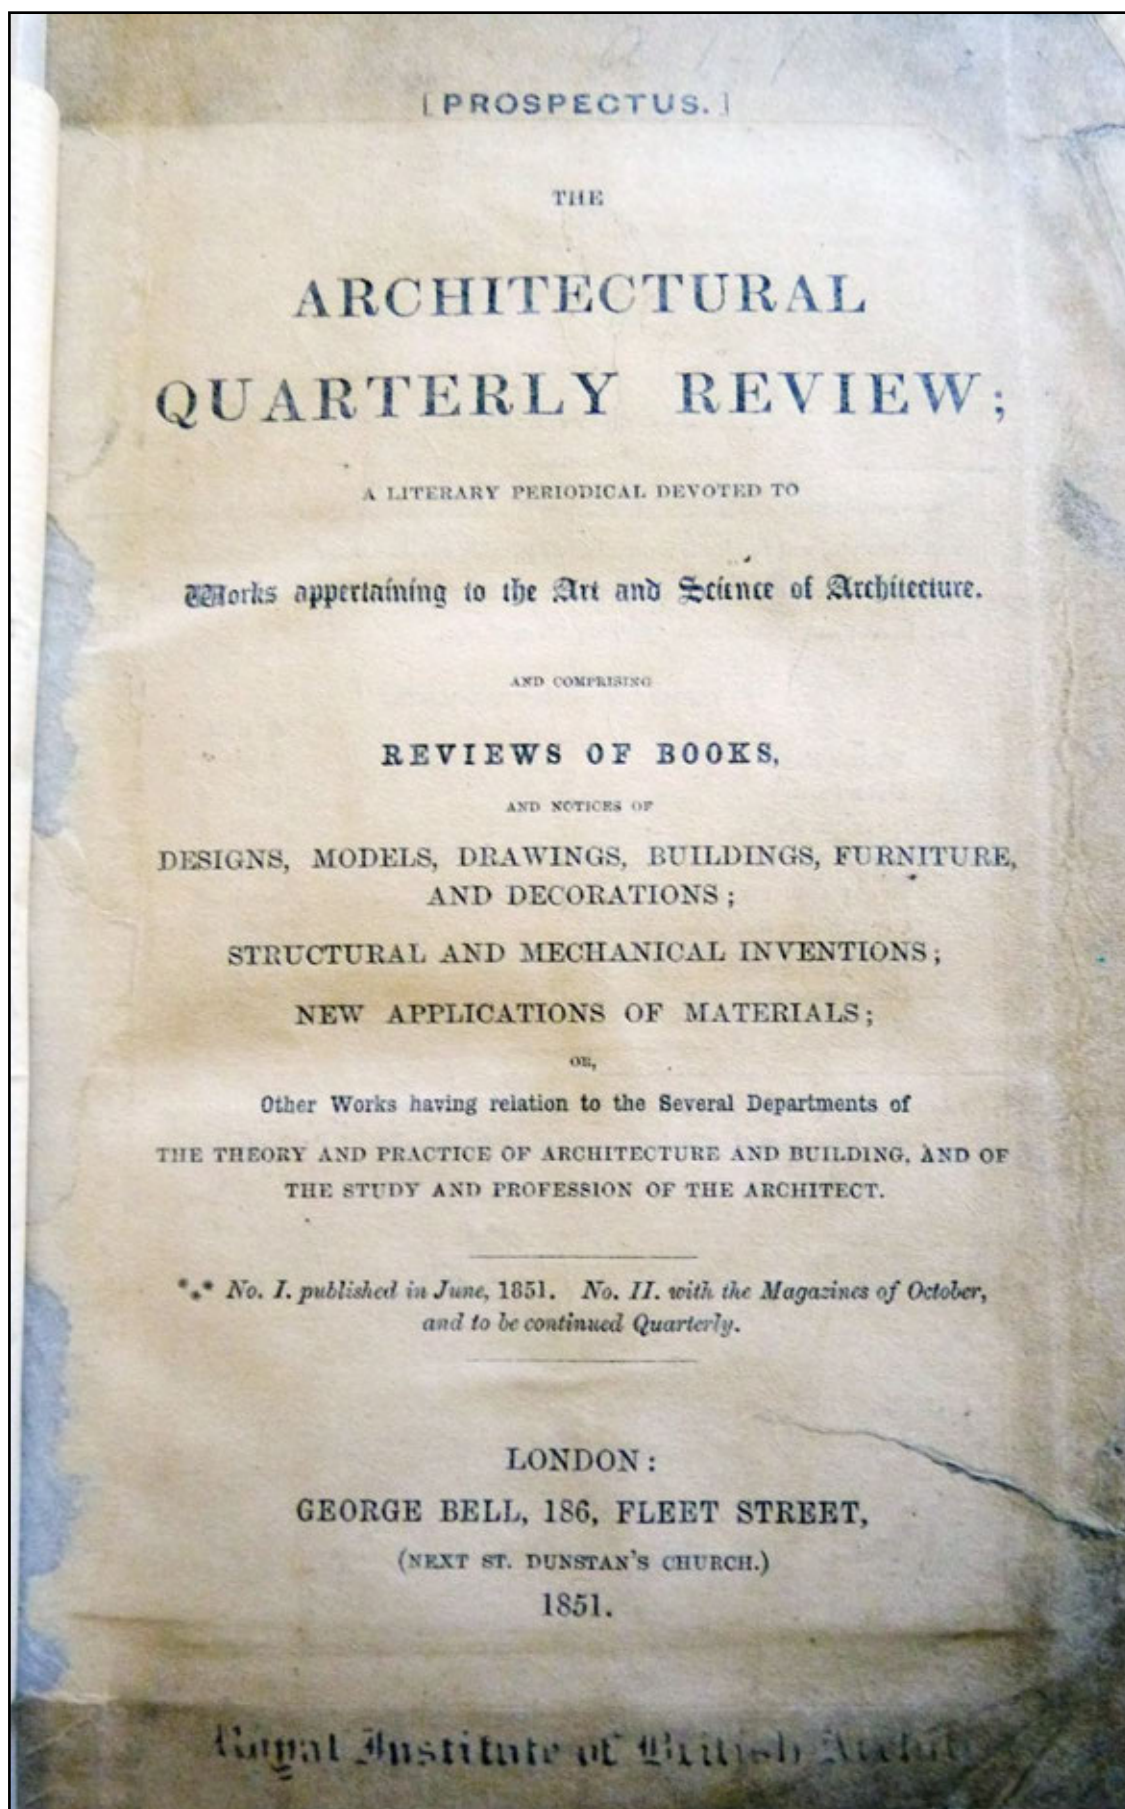 [PROSPECTUS.]
THE
ARCHITECTURAL
QUARTERLY REVIEW;
A LITERARY PERIODICAL DEVOTED TO
Works appertaining to the Art and Science of Architecture.
AND COMPRISING
REVIEWS OF BOOKS,
AND NOTICES OF
DESIGNS, MODELS, DRAWINGS, BUILDINGS, FURNITURE,
AND DECORATIONS;
STRUCTURAL AND MECHANICAL INVENTIONS;
NEW APPLICATIONS OF MATERIALS;
OR,
Other Works having relation to the Several Departments of
THE THEORY AND PRACTICE OF ARCHITECTURE AND BUILDING, AND OF
THE STUDY AND PROFESSION OF THE ARCHITECT.
*** No. I. published in June, 1851. No. II. with the Magazines of October,
and to be continued Quarterly.
LONDON:
GEORGE BELL, 186, FLEET STREET,
(NEXT ST. DUNSTAN'S CHURCH.)
1851.
Royal Institute of British